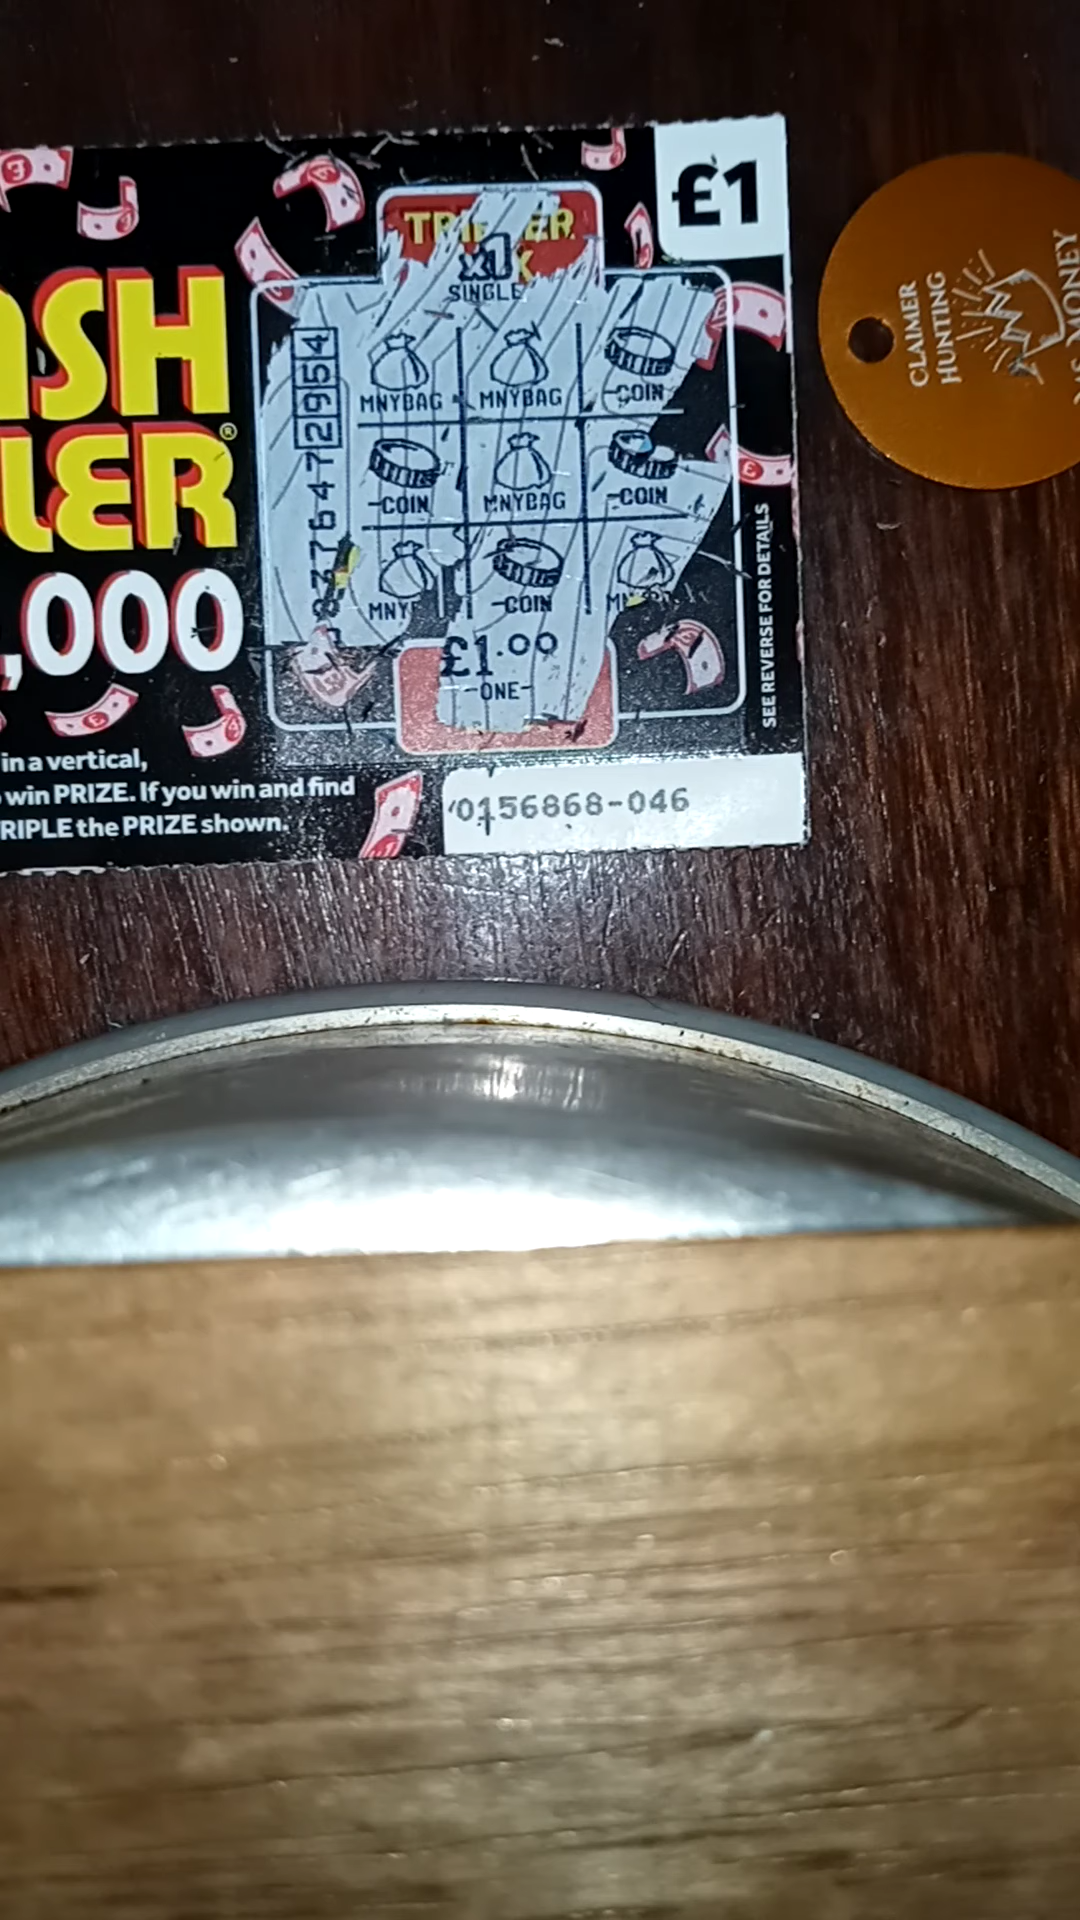 £1
ASH
LER®
,000
TRIPLER
x1
SINGLE
MNYBAG MNYBAG COIN
COIN MNYBAG COIN
COIN
£1.00
ONE
2954
SEE REVERSE FOR DETAILS
in a vertical,
win PRIZE. If you win and find
RIPLE the PRIZE shown.
0156868-046
CLAIMER
HUNTING
MONEY